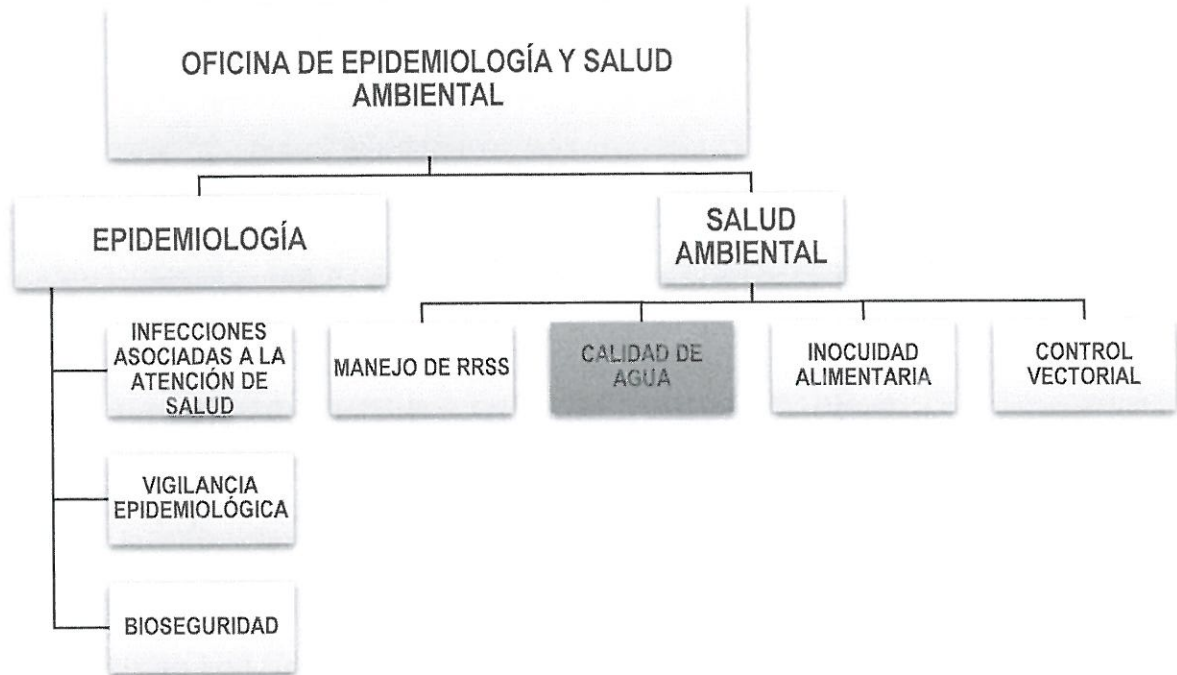 OFICINA DE EPIDEMIOLOGÍA Y SALUD
AMBIENTAL
EPIDEMIOLOGÍA
SALUD
AMBIENTAL
INFECCIONES
ASOCIADAS A LA
ATENCIÓN DE
SALUD
MANEJO DE RRSS
CALIDAD DE
AGUA
INOCUIDAD
ALIMENTARIA
CONTROL
VECTORIAL
VIGILANCIA
EPIDEMIOLÓGICA
BIOSEGURIDAD